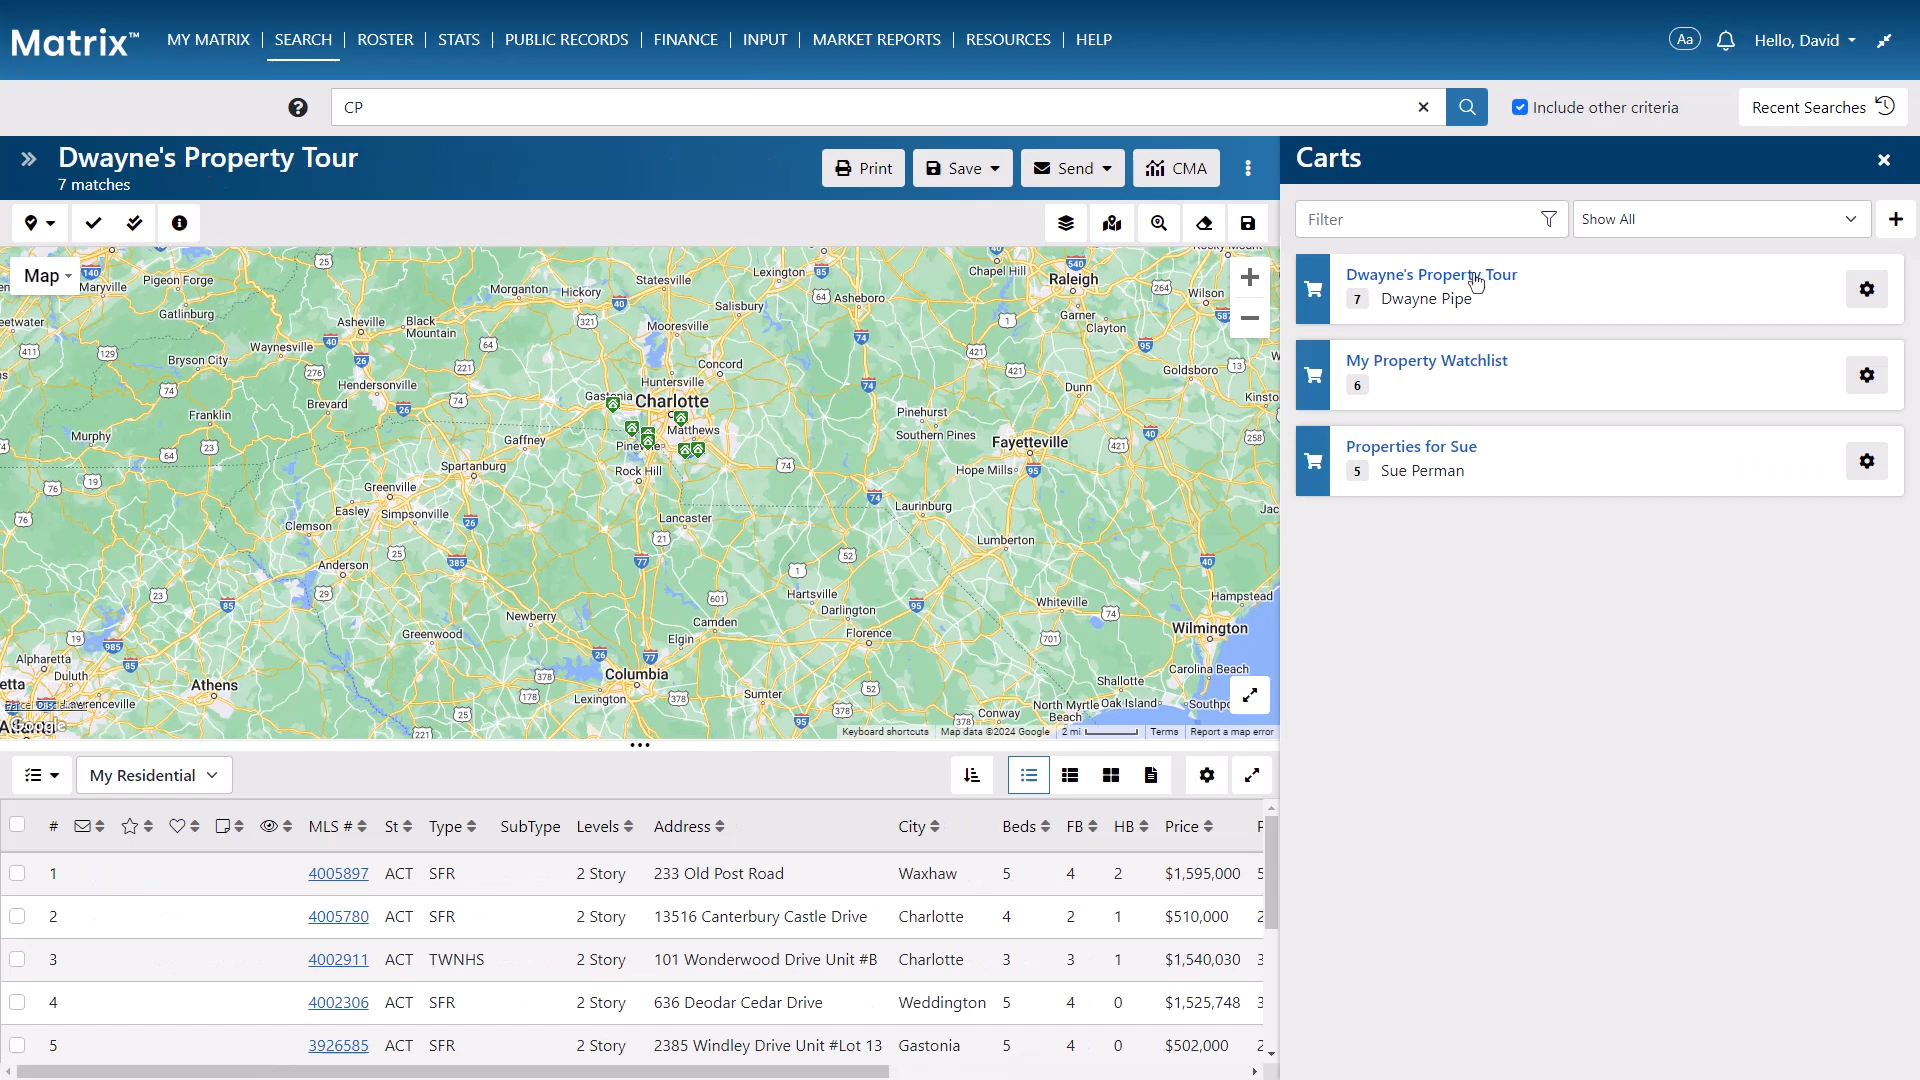 Matrix™ MY MATRIX SEARCH ROSTER STATS PUBLIC RECORDS FINANCE INPUT MARKET REPORTS RESOURCES HELP Aa Hello, David
CP Include other criteria Recent Searches
Dwayne's Property Tour
7 matches
Print Save Send CMA
Carts
Filter Show All
Dwayne's Property Tour
7 Dwayne Pipe
My Property Watchlist
6
Properties for Sue
5 Sue Perman
Map
Maryville
Pigeon Forge
Gatlinburg
Morganton
Hickory
Statesville
Lexington
Asheboro
Salisbury
Mooresville
Chapel Hill
Raleigh
Wilson
Garner
Clayton
Asheville
Black
Mountain
Waynesville
Bryson City
Hendersonville
Brevard
Franklin
Murphy
Concord
Huntersville
Gastonia
Charlotte
Matthews
Pineville
Rock Hill
Gaffney
Spartanburg
Greenville
Easley
Simpsonville
Clemson
Anderson
Lancaster
Pinehurst
Southern Pines
Fayetteville
Hope Mills
Dunn
Goldsboro
Kinsto
Laurinburg
Lumberton
Whiteville
Hampstead
Wilmington
Carolina Beach
Shallotte
Oak Island
Southpo
North Myrtle
Beach
Conway
Hartsville
Darlington
Florence
Camden
Elgin
Newberry
Greenwood
Columbia
Lexington
Sumter
Athens
Alpharetta
Duluth
Lawrenceville
Google
Keyboard shortcuts Map data ©2024 Google 2 mi Terms Report a map error
My Residential
# MLS # St Type SubType Levels Address City Beds FB HB Price
1 4005897 ACT SFR 2 Story 233 Old Post Road Waxhaw 5 4 2 $1,595,000 5
2 4005780 ACT SFR 2 Story 13516 Canterbury Castle Drive Charlotte 4 2 1 $510,000 2
3 4002911 ACT TWNHS 2 Story 101 Wonderwood Drive Unit #B Charlotte 3 3 1 $1,540,030 3
4 4002306 ACT SFR 2 Story 636 Deodar Cedar Drive Weddington 5 4 0 $1,525,748 3
5 3926585 ACT SFR 2 Story 2385 Windley Drive Unit #Lot 13 Gastonia 5 4 0 $502,000 2